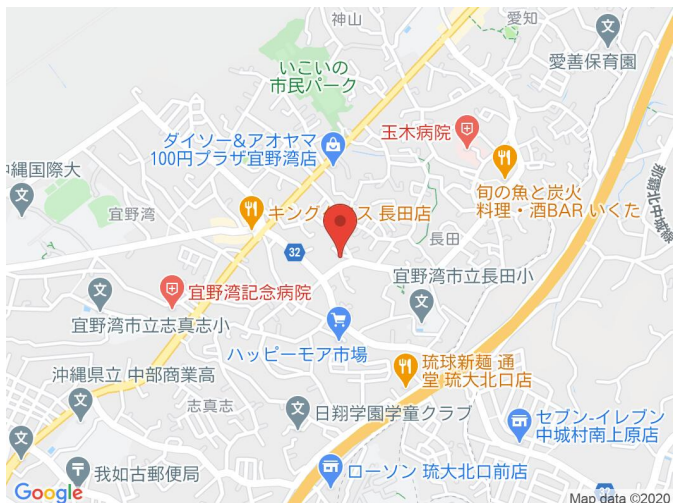 神山
愛知
愛善保育園
いこいの
市民パーク
玉木病院
ダイソー&アオヤマ
100円プラザ宜野湾店
沖縄国際大
宜野湾
旬の魚と炭火
料理・酒BAR いくた
那覇北中城線
長田
32
宜野湾市立長田小
宜野湾記念病院
宜野湾市立志真志小
ハッピーモア市場
琉球新麺 通
堂 琉大北口店
沖縄県立 中部商業高
志真志
日翔学園学童クラブ
セブン-イレブン
中城村南上原店
我如古郵便局
ローソン 琉大北口前店
Google
Map data ©2020